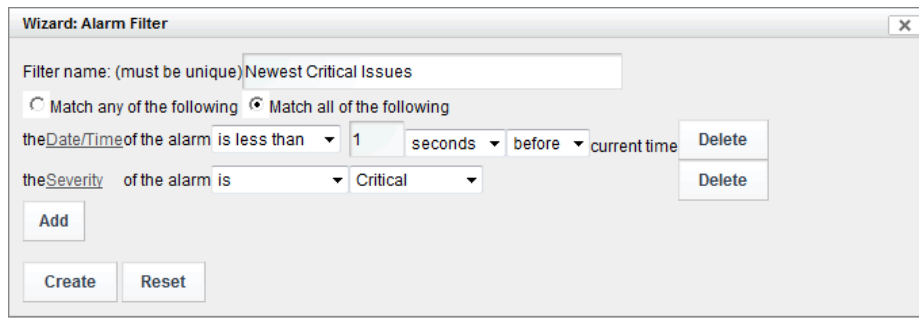 Wizard: Alarm Filter
Filter name: (must be unique) Newest Critical Issues
Match any of the following Match all of the following
the Date/Time of the alarm is less than 1 seconds before current time Delete
the Severity of the alarm is Critical Delete
Add
Create Reset